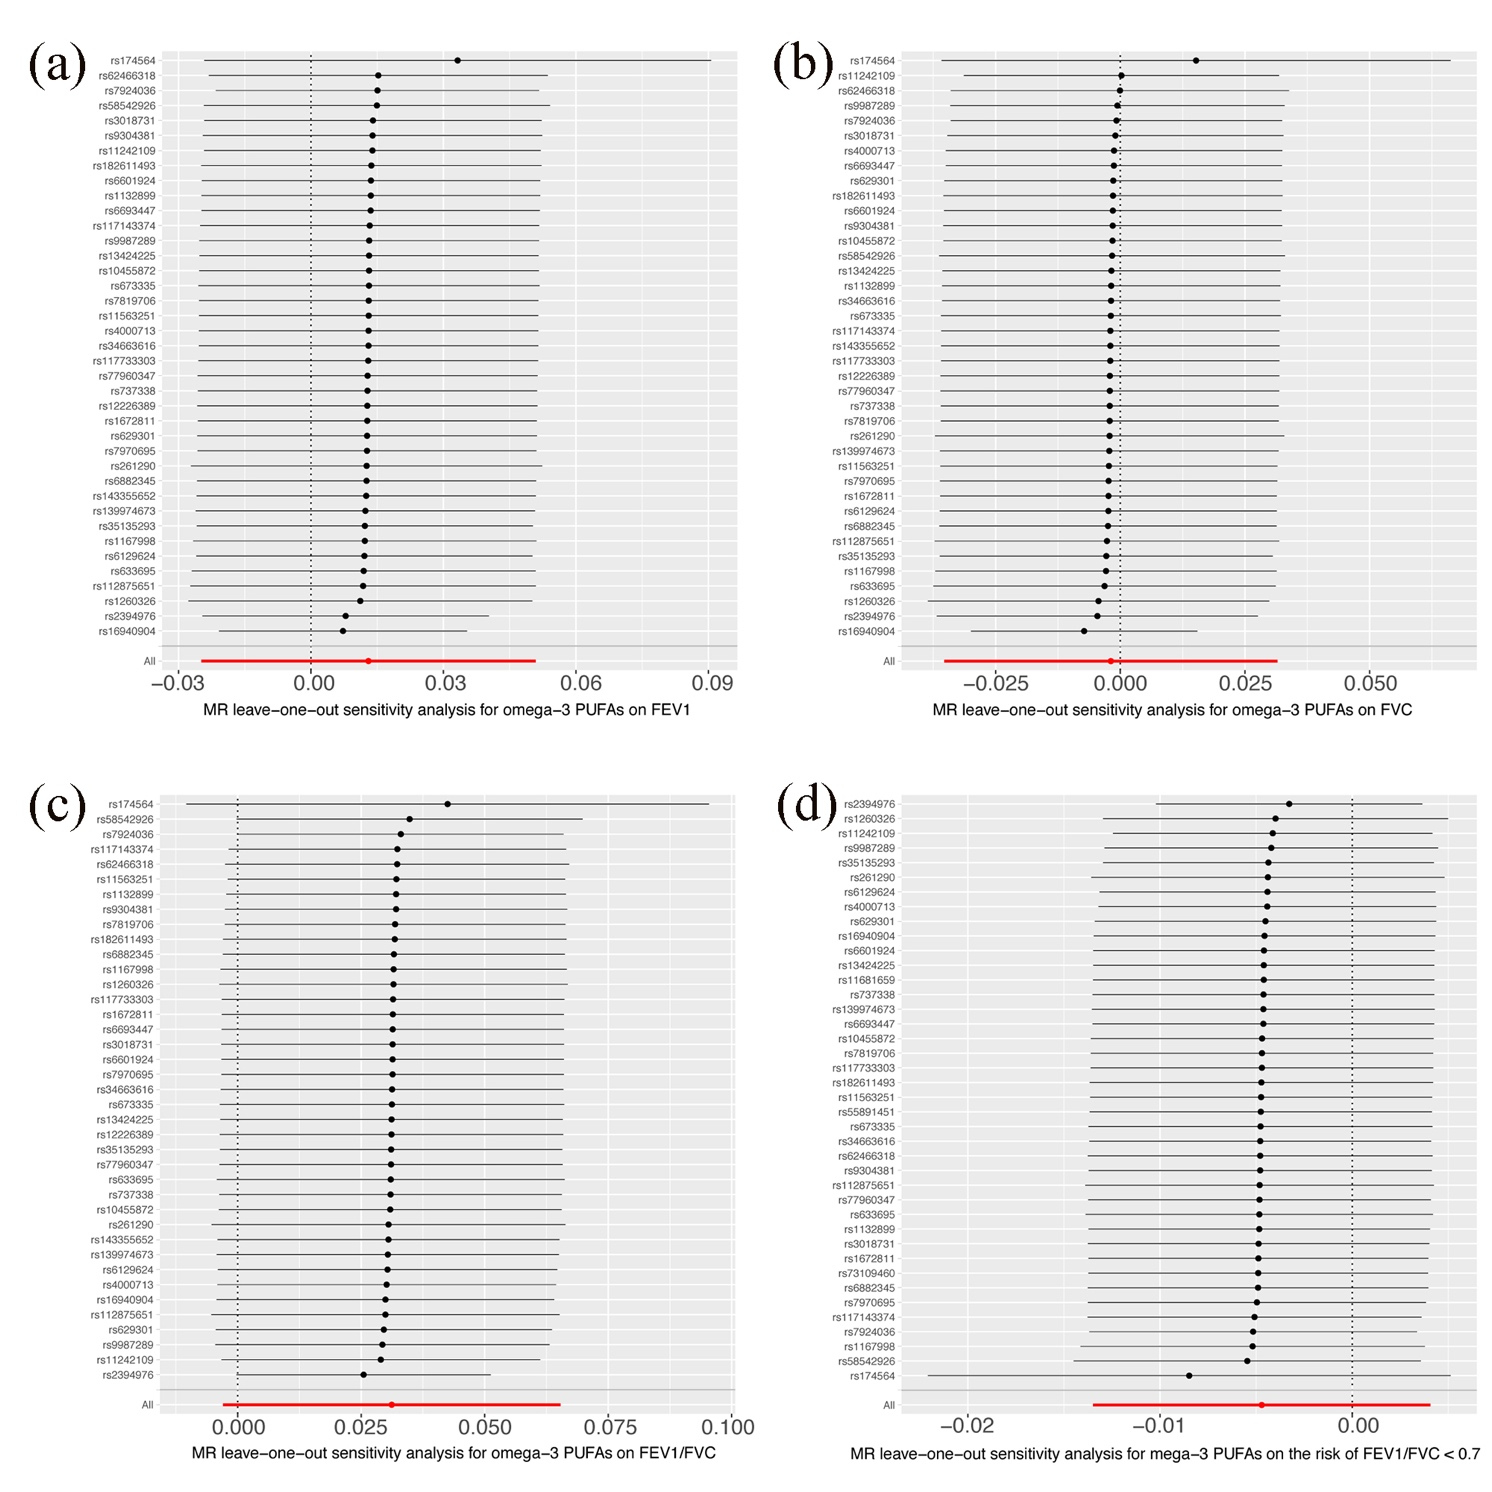 (a)
rs174564
rs62466318
rs7924036
rs58542926
rs3018731
rs9304381
rs11242109
rs182611493
rs6601924
rs1132899
rs6693447
rs117143374
rs9987289
rs13424225
rs10455872
rs673335
rs7819706
rs11563251
rs4000713
rs34663616
rs117733303
rs77960347
rs737338
rs12226389
rs1672811
rs629301
rs7970695
rs261290
rs6882345
rs143355652
rs139974673
rs35135293
rs1167998
rs6129624
rs633695
rs112875651
rs1260326
rs2394976
rs16940904
All
−0.03 0.00 0.03 0.06 0.09
MR leave−one−out sensitivity analysis for omega−3 PUFAs on FEV1
(b)
rs174564
rs11242109
rs62466318
rs9987289
rs7924036
rs3018731
rs4000713
rs6693447
rs629301
rs182611493
rs6601924
rs9304381
rs10455872
rs58542926
rs13424225
rs1132899
rs34663616
rs673335
rs117143374
rs143355652
rs117733303
rs12226389
rs77960347
rs737338
rs7819706
rs261290
rs139974673
rs11563251
rs7970695
rs1672811
rs6129624
rs6882345
rs112875651
rs35135293
rs1167998
rs633695
rs1260326
rs2394976
rs16940904
All
−0.025 0.000 0.025 0.050
MR leave−one−out sensitivity analysis for omega−3 PUFAs on FVC
(c)
rs174564
rs58542926
rs7924036
rs117143374
rs62466318
rs11563251
rs1132899
rs9304381
rs7819706
rs182611493
rs6882345
rs1167998
rs1260326
rs117733303
rs1672811
rs6693447
rs3018731
rs6601924
rs7970695
rs34663616
rs673335
rs13424225
rs12226389
rs35135293
rs77960347
rs633695
rs737338
rs10455872
rs261290
rs143355652
rs139974673
rs6129624
rs4000713
rs16940904
rs112875651
rs629301
rs9987289
rs11242109
rs2394976
All
0.000 0.025 0.050 0.075 0.100
MR leave−one−out sensitivity analysis for omega−3 PUFAs on FEV1/FVC
(d)
rs2394976
rs1260326
rs11242109
rs9987289
rs35135293
rs261290
rs6129624
rs4000713
rs629301
rs16940904
rs6601924
rs13424225
rs11681659
rs737338
rs139974673
rs6693447
rs10455872
rs7819706
rs117733303
rs182611493
rs11563251
rs55891451
rs673335
rs34663616
rs62466318
rs9304381
rs112875651
rs77960347
rs633695
rs1132899
rs3018731
rs1672811
rs73109460
rs6882345
rs7970695
rs117143374
rs7924036
rs1167998
rs58542926
rs174564
All
−0.02 −0.01 0.00
MR leave−one−out sensitivity analysis for mega−3 PUFAs on the risk of FEV1/FVC < 0.7